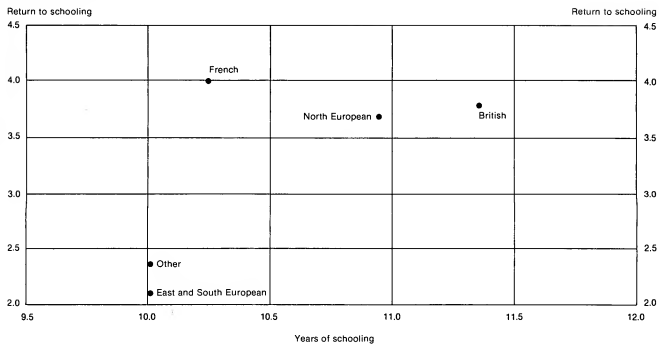 Return to schooling Return to schooling
4.5 4.5
French
4.0 4.0
North European
British
3.5 3.5
3.0 3.0
2.5 2.5
Other
East and South European
2.0 2.0
9.5 10.0 10.5 11.0 11.5 12.0
Years of schooling